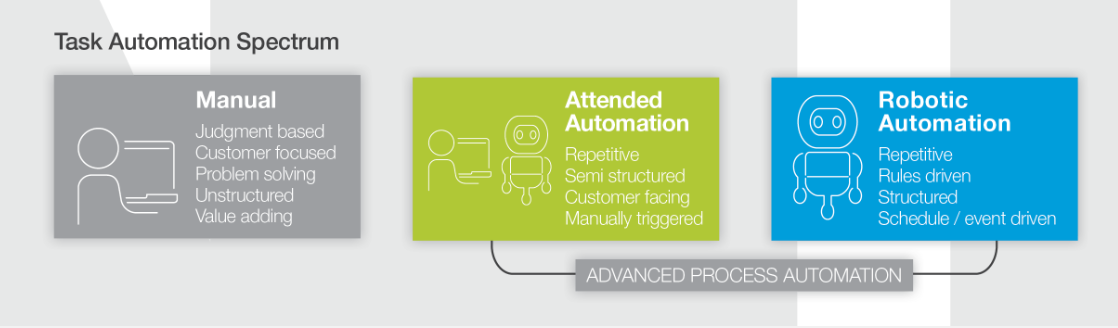 Task Automation Spectrum
Manual
Judgment based
Customer focused
Problem solving
Unstructured
Value adding
Attended
Automation
Repetitive
Semi structured
Customer facing
Manually triggered
Robotic
Automation
Repetitive
Rules driven
Structured
Schedule / event driven
ADVANCED PROCESS AUTOMATION